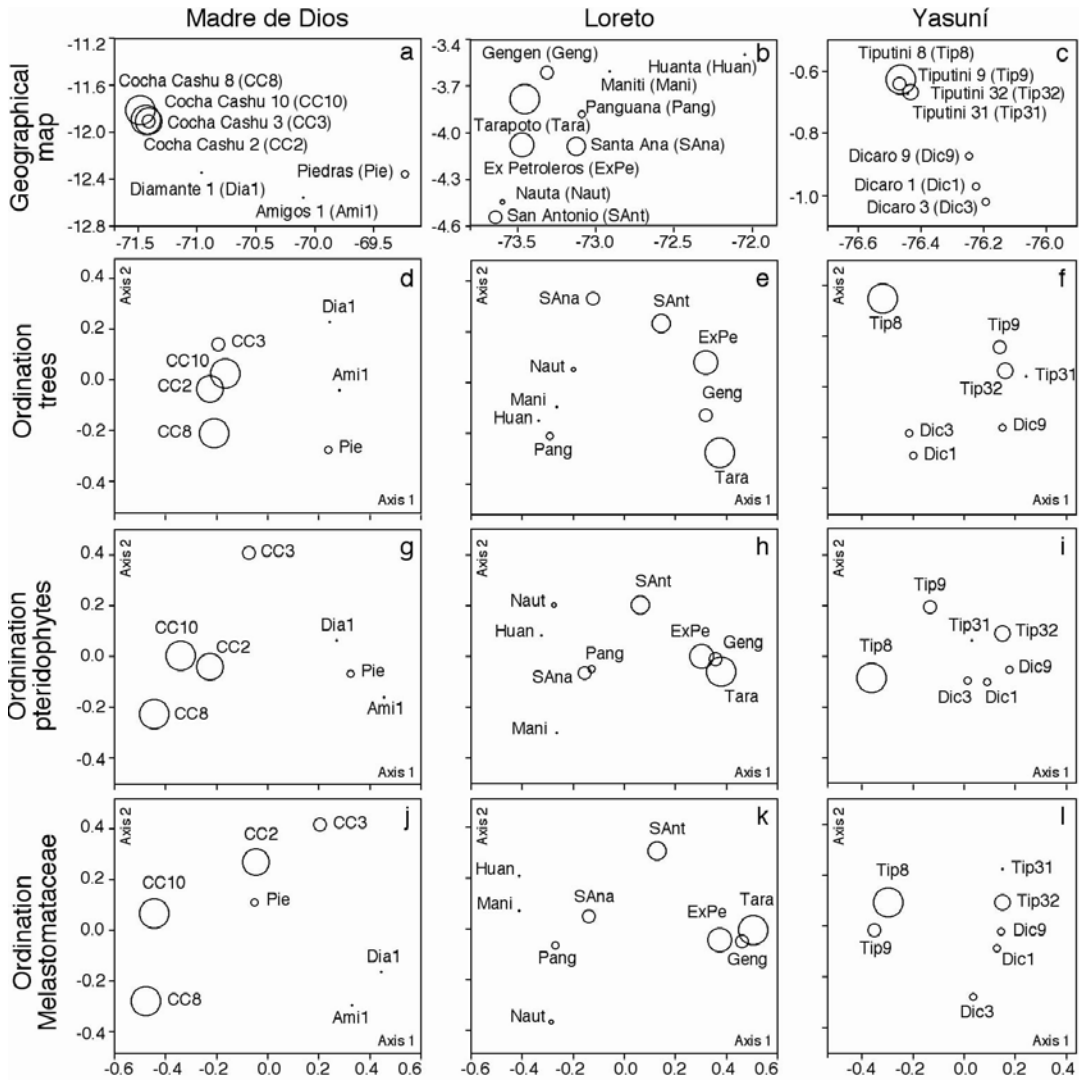 Madre de Dios
Loreto
Yasuní
Geographical
map
-11.2
-11.6
-12.0
-12.4
-12.8
a
Cocha Cashu 8 (CC8)
Cocha Cashu 10 (CC10)
Cocha Cashu 3 (CC3)
Cocha Cashu 2 (CC2)
Piedras (Pie)
Diamante 1 (Dia1)
Amigos 1 (Ami1)
-71.5 -71.0 -70.5 -70.0 -69.5
-3.4
-3.7
-4.0
-4.3
-4.6
b
Gengen (Geng)
Huanta (Huan)
Maniti (Mani)
Panguana (Pang)
Tarapoto (Tara)
Santa Ana (SAna)
Ex Petroleros (ExPe)
Nauta (Naut)
San Antonio (SAnt)
-73.5 -73.0 -72.5 -72.0
-0.6
-0.8
-1.0
c
Tiputini 8 (Tip8)
Tiputini 9 (Tip9)
Tiputini 32 (Tip32)
Tiputini 31 (Tip31)
Dicaro 9 (Dic9)
Dicaro 1 (Dic1)
Dicaro 3 (Dic3)
-76.6 -76.4 -76.2 -76.0
Ordination
trees
0.4
0.2
0.0
-0.2
-0.4
Axis 2
d
Dia1
CC3
CC10
Ami1
CC2
CC8
Pie
Axis 1
Axis 2
e
SAna
SAnt
ExPe
Naut
Geng
Mani
Huan
Pang
Tara
Axis 1
Axis 2
f
Tip8
Tip9
Tip32
Tip31
Dic3
Dic9
Dic1
Axis 1
Ordnination
pteridophytes
0.4
0.2
0.0
-0.2
-0.4
Axis 2
g
CC3
CC10
Dia1
CC2
Pie
CC8
Ami1
Axis 1
Axis 2
h
Naut
SAnt
Huan
ExPe
Geng
Pang
SAna
Tara
Mani
Axis 1
Axis 2
i
Tip9
Tip31
Tip32
Tip8
Dic9
Dic3
Dic1
Axis 1
Ordination
Melastomataceae
0.4
0.2
0.0
-0.2
-0.4
Axis 2
j
CC3
CC2
CC10
Pie
Dia1
CC8
Ami1
Axis 1
-0.6 -0.4 -0.2 0.0 0.2 0.4 0.6
Axis 2
k
SAnt
Huan
SAna
Tara
Mani
ExPe
Pang
Geng
Naut
Axis 1
-0.4 -0.2 0.0 0.2 0.4 0.6
Axis 2
l
Tip8
Tip31
Tip32
Tip9
Dic9
Dic1
Dic3
Axis 1
-0.4 -0.2 0.0 0.2 0.4